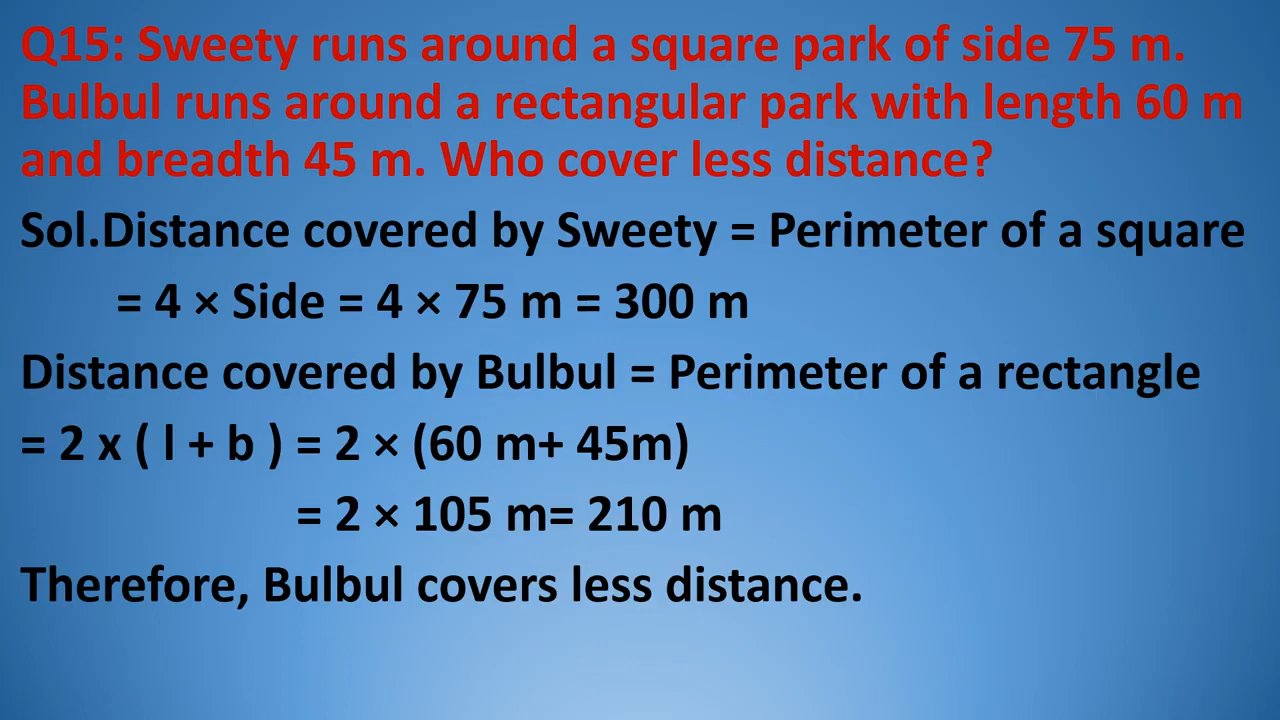 Q15: Sweety runs around a square park of side 75 m.
Bulbul runs around a rectangular park with length 60 m
and breadth 45 m. Who cover less distance?
Sol.Distance covered by Sweety = Perimeter of a square
= 4 × Side = 4 × 75 m = 300 m
Distance covered by Bulbul = Perimeter of a rectangle
= 2 x ( l + b ) = 2 × (60 m+ 45m)
= 2 × 105 m= 210 m
Therefore, Bulbul covers less distance.